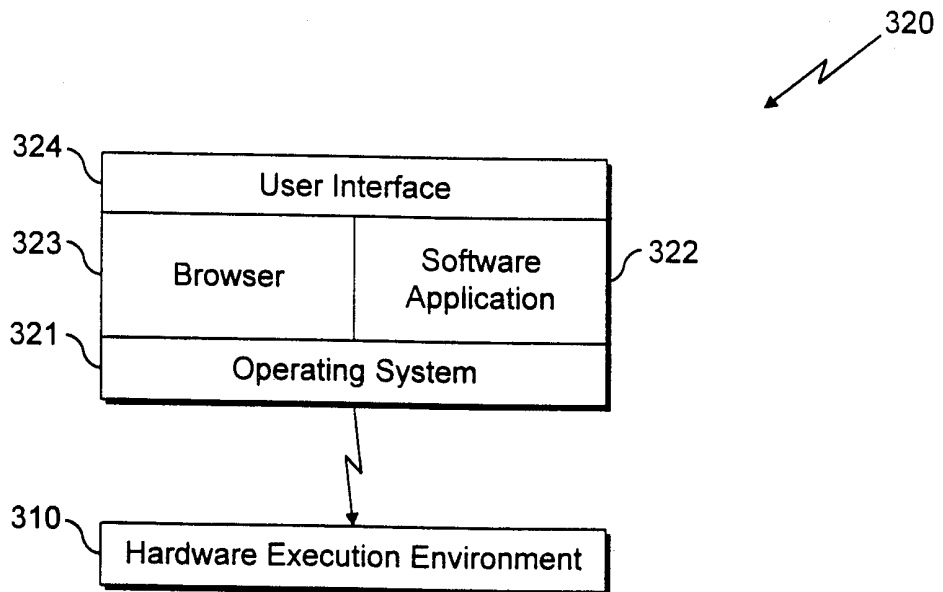 320
324
User Interface
323
Browser
Software
Application
322
321
Operating System
310
Hardware Execution Environment